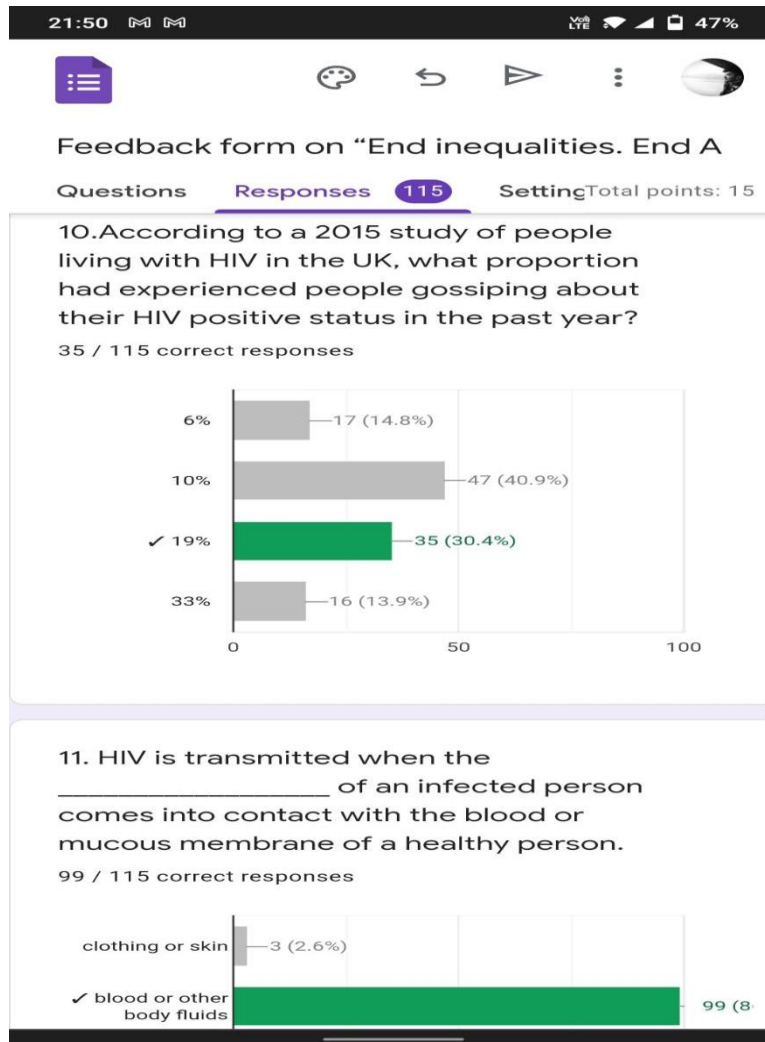 21:50
VoD LTE 47%
Feedback form on “End inequalities. End A
Questions Responses 115 Setting Total points: 15
10.According to a 2015 study of people
living with HIV in the UK, what proportion
had experienced people gossiping about
their HIV positive status in the past year?
35 / 115 correct responses
6% 17 (14.8%)
10% 47 (40.9%)
✓ 19% 35 (30.4%)
33% 16 (13.9%)
0 50 100
11. HIV is transmitted when the
____________________ of an infected person
comes into contact with the blood or
mucous membrane of a healthy person.
99 / 115 correct responses
clothing or skin 3 (2.6%)
✓ blood or other
body fluids 99 (8